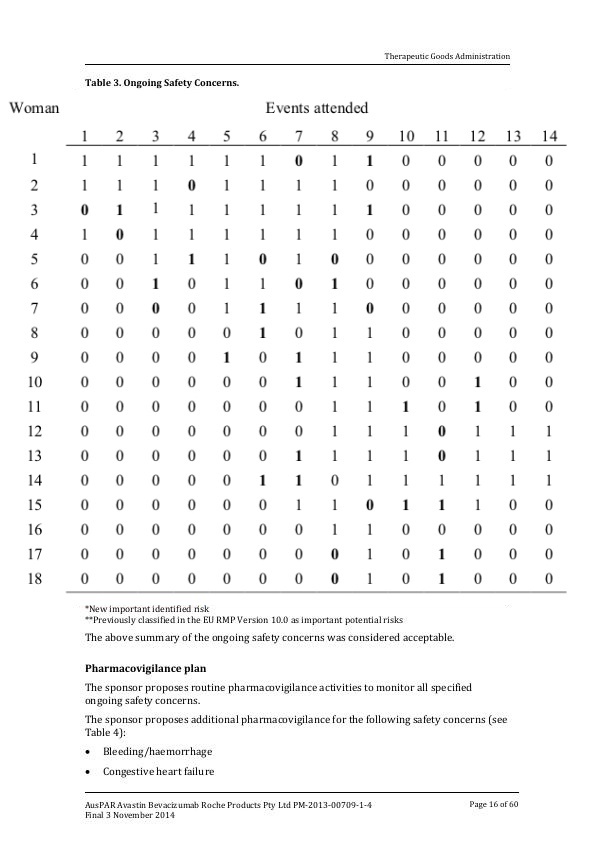 Therapeutic Goods Administration
Table 3. Ongoing Safety Concerns.
Woman Events attended
1 2 3 4 5 6 7 8 9 10 11 12 13 14
1 1 1 1 1 1 1 0 1 1 0 0 0 0 0
2 1 1 1 0 1 1 1 1 0 0 0 0 0 0
3 0 1 1 1 1 1 1 1 1 0 0 0 0 0
4 1 0 1 1 1 1 1 1 0 0 0 0 0 0
5 0 0 1 1 1 0 1 0 0 0 0 0 0 0
6 0 0 1 0 1 1 0 1 0 0 0 0 0 0
7 0 0 0 0 1 1 1 1 0 0 0 0 0 0
8 0 0 0 0 0 1 0 1 1 0 0 0 0 0
9 0 0 0 0 1 0 1 1 1 0 0 0 0 0
10 0 0 0 0 0 0 1 1 1 0 0 1 0 0
11 0 0 0 0 0 0 0 1 1 1 0 1 0 0
12 0 0 0 0 0 0 0 1 1 1 0 1 1 1
13 0 0 0 0 0 0 1 1 1 1 0 1 1 1
14 0 0 0 0 0 1 1 0 1 1 1 1 1 1
15 0 0 0 0 0 0 1 1 0 1 1 1 0 0
16 0 0 0 0 0 0 0 1 1 0 0 0 0 0
17 0 0 0 0 0 0 0 0 1 0 1 0 0 0
18 0 0 0 0 0 0 0 0 1 0 1 0 0 0
*New important identified risk
**Previously classified in the EU RMP Version 10.0 as important potential risks
The above summary of the ongoing safety concerns was considered acceptable.
Pharmacovigilance plan
The sponsor proposes routine pharmacovigilance activities to monitor all specified
ongoing safety concerns.
The sponsor proposes additional pharmacovigilance for the following safety concerns (see
Table 4):
• Bleeding/haemorrhage
• Congestive heart failure
AusPAR Avastin Bevacizumab Roche Products Pty Ltd PM-2013-00709-1-4 Page 16 of 60
Final 3 November 2014